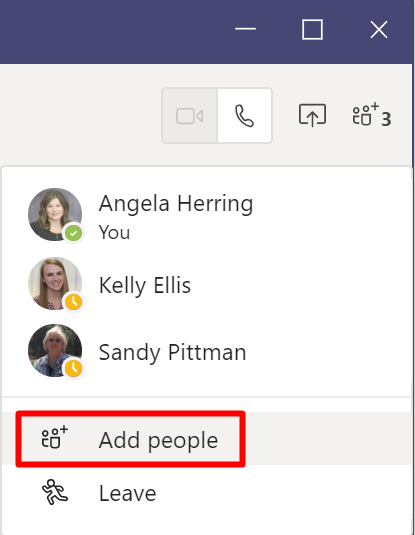 3
Angela Herring
You
Kelly Ellis
Sandy Pittman
Add people
Leave